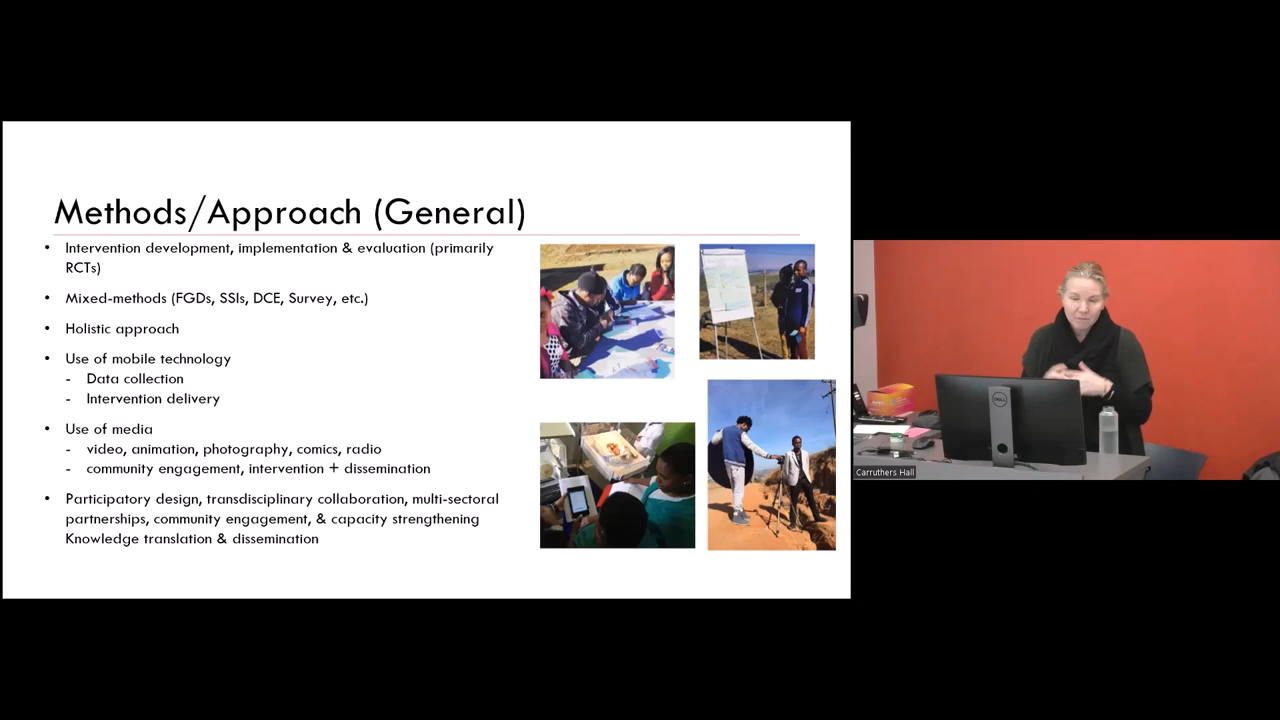 Methods/Approach (General)
• Intervention development, implementation & evaluation (primarily
RCTs)
• Mixed-methods (FGDs, SSIs, DCE, Survey, etc.)
• Holistic approach
• Use of mobile technology
- Data collection
- Intervention delivery
• Use of media
- video, animation, photography, comics, radio
- community engagement, intervention + dissemination
• Participatory design, transdisciplinary collaboration, multi-sectoral
partnerships, community engagement, & capacity strengthening
Knowledge translation & dissemination
DELL
Carruthers Hall